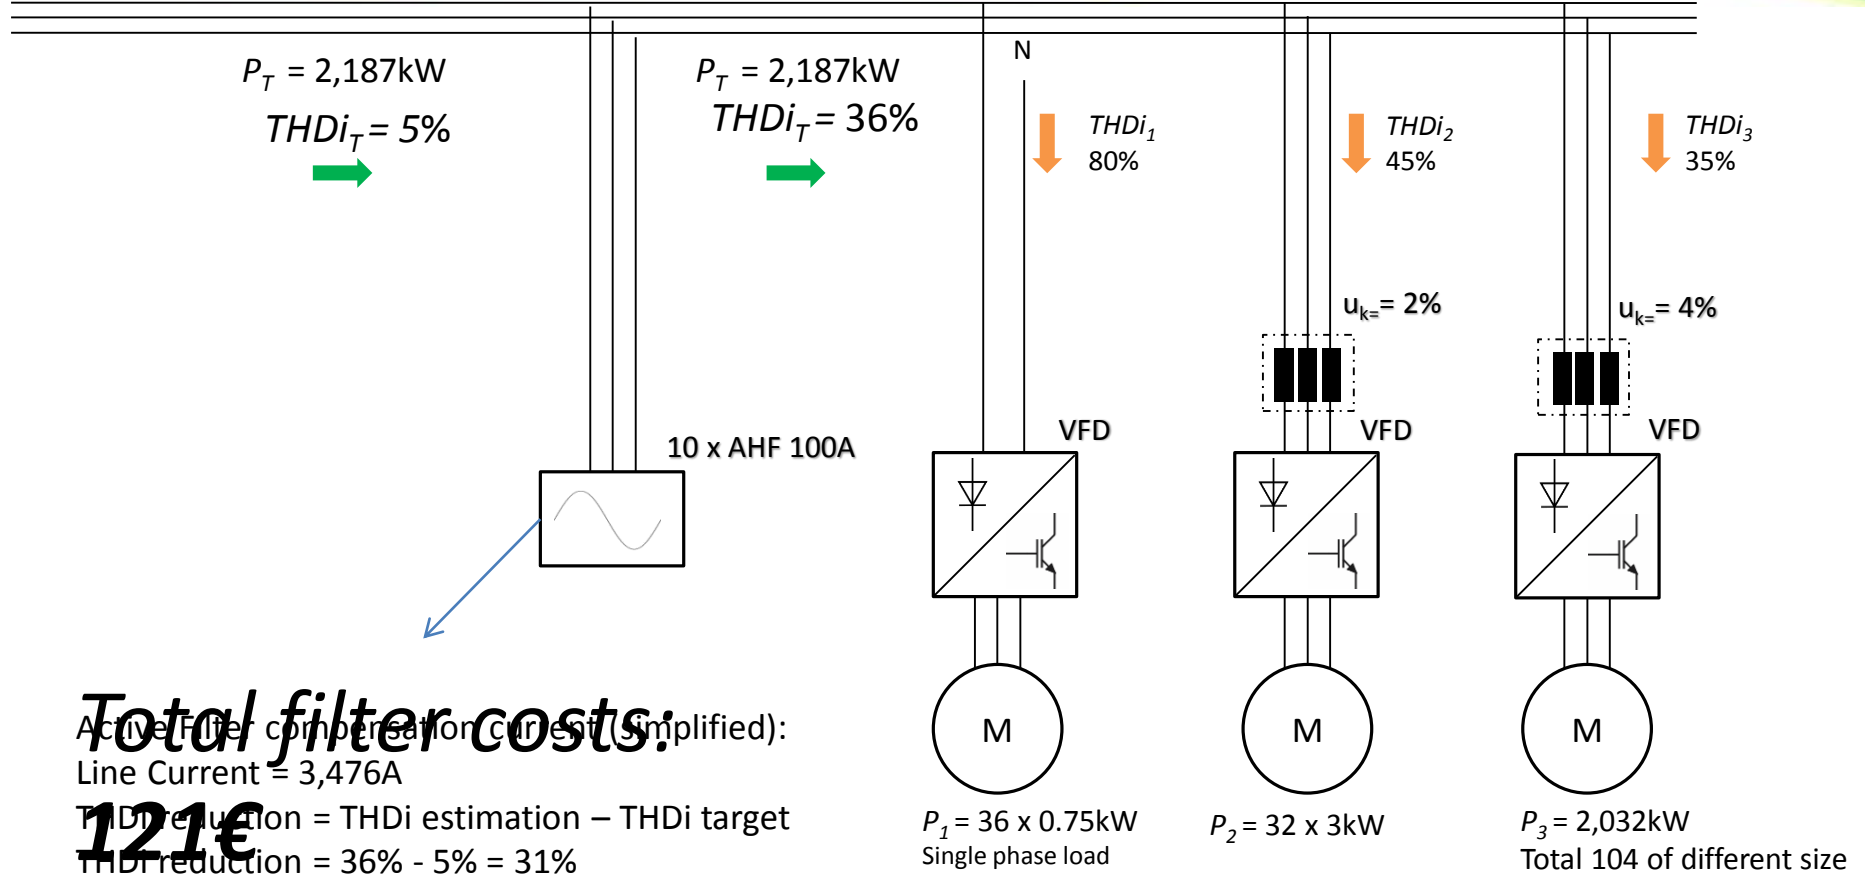 N
P_T = 2,187kW
THDi_T = 5%
P_T = 2,187kW
THDi_T = 36%
THDi_1
80%
THDi_2
45%
THDi_3
35%
u_k= = 2%
u_k= = 4%
10 x AHF 100A
VFD
VFD
VFD
Total filter costs:
121€
Active Filter compensation current (simplified):
Line Current = 3,476A
THDi reduction = THDi estimation – THDi target
THDi reduction = 36% - 5% = 31%
M
M
M
P_1 = 36 x 0.75kW
Single phase load
P_2 = 32 x 3kW
P_3 = 2,032kW
Total 104 of different size